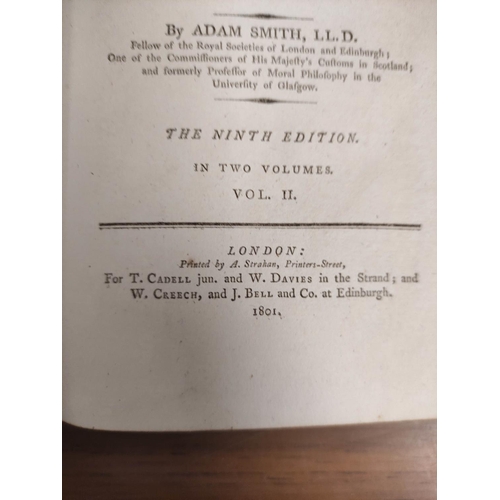 By ADAM SMITH, LL.D.
Fellow of the Royal Societies of London and Edinburgh;
One of the Commiſſioners of His Majeſty's Cuſtoms in Scotland;
and formerly Profeſſor of Moral Philoſophy in the
Univerſity of Glaſgow.
THE NINTH EDITION.
IN TWO VOLUMES.
VOL. II.
LONDON:
Printed by A. Strahan, Printers-Street,
For T. CADELL jun. and W. DAVIES in the Strand; and
W. CREECH, and J. BELL and Co. at Edinburgh.
1801.